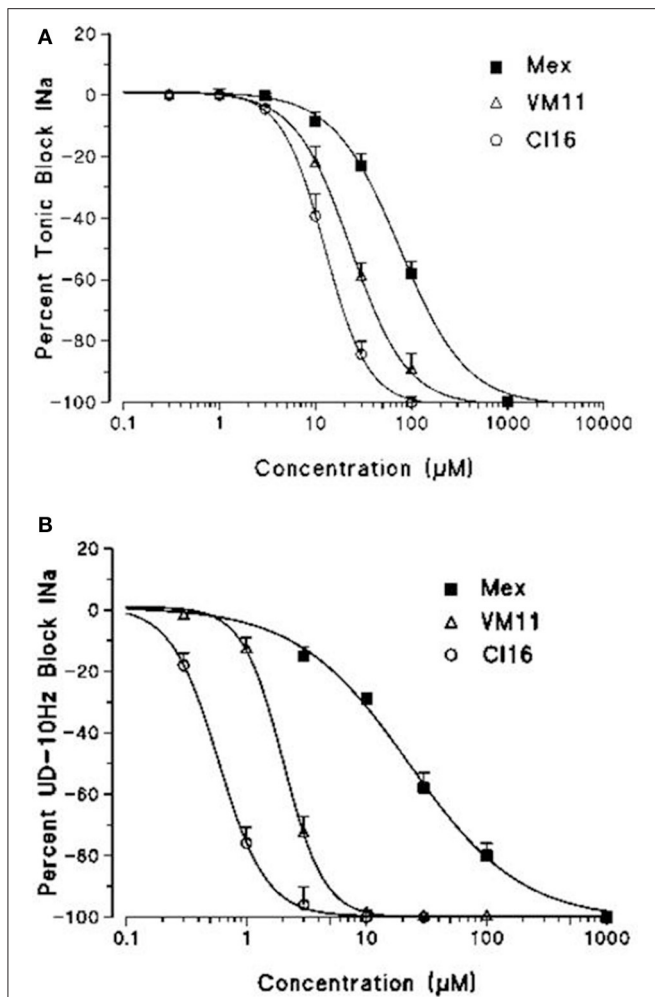 A
20
0
-20
-40
-60
-80
-100
Percent Tonic Block INa
Mex
VM11
CI16
0.1 1 10 100 1000 10000
Concentration (µM)
B
20
0
-20
-40
-60
-80
-100
Percent UD-10Hz Block INa
Mex
VM11
CI16
0.1 1 10 100 1000
Concentration (µM)